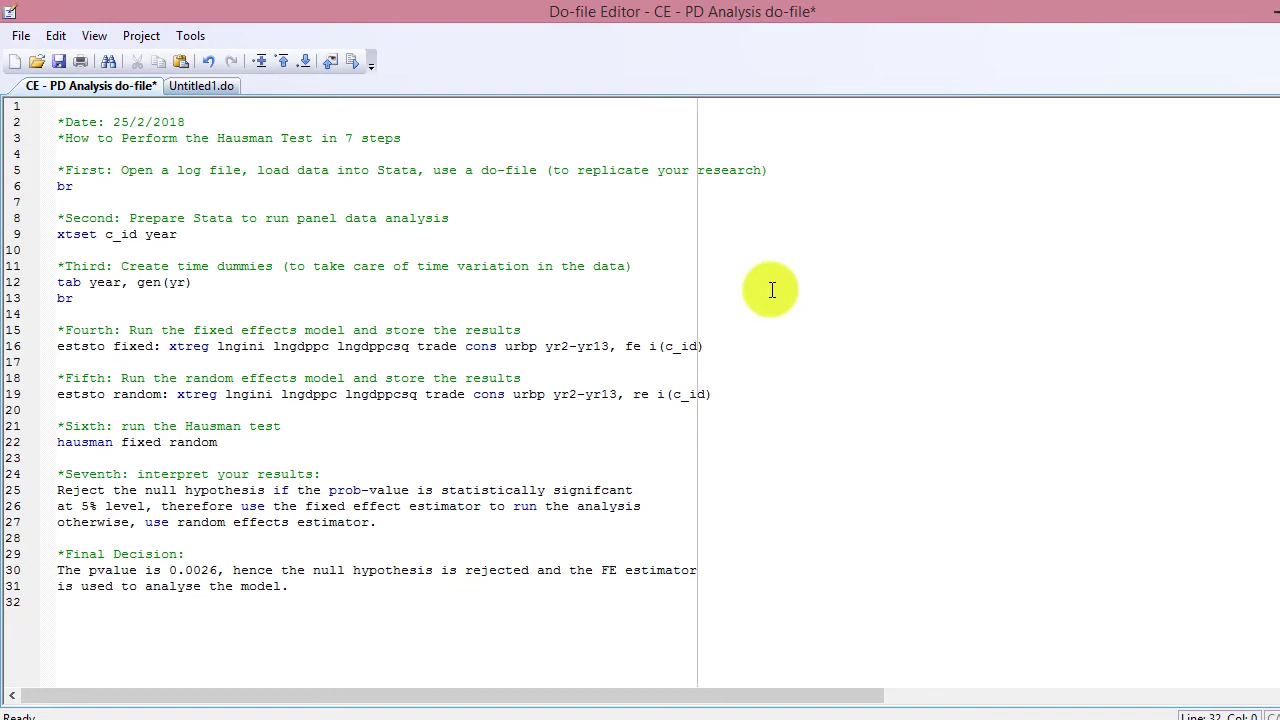 Do-file Editor - CE - PD Analysis do-file*
File Edit View Project Tools
CE - PD Analysis do-file* Untitled1.do
1
2 *Date: 25/2/2018
3 *How to Perform the Hausman Test in 7 steps
4
5 *First: Open a log file, load data into Stata, use a do-file (to replicate your research)
6 br
7
8 *Second: Prepare Stata to run panel data analysis
9 xtset c_id year
10
11 *Third: Create time dummies (to take care of time variation in the data)
12 tab year, gen(yr)
13 br
14
15 *Fourth: Run the fixed effects model and store the results
16 eststo fixed: xtreg lngini lngdppc lngdppcsq trade cons urbp yr2-yr13, fe i(c_id)
17
18 *Fifth: Run the random effects model and store the results
19 eststo random: xtreg lngini lngdppc lngdppcsq trade cons urbp yr2-yr13, re i(c_id)
20
21 *Sixth: run the Hausman test
22 hausman fixed random
23
24 *Seventh: interpret your results:
25 Reject the null hypothesis if the prob-value is statistically signifcant
26 at 5% level, therefore use the fixed effect estimator to run the analysis
27 otherwise, use random effects estimator.
28
29 *Final Decision:
30 The pvalue is 0.0026, hence the null hypothesis is rejected and the FE estimator
31 is used to analyse the model.
32
Ready Line: 32, Col: 0